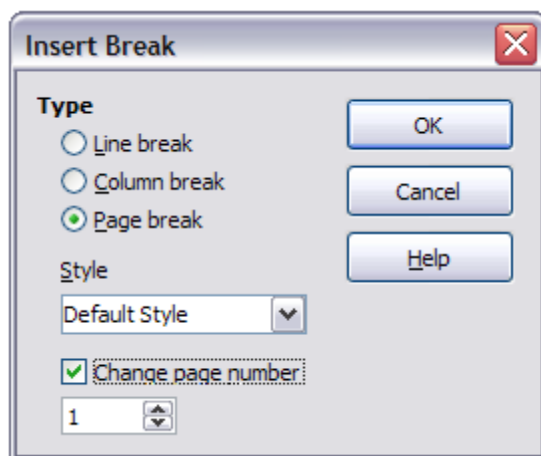 Insert Break
Type
Line break
Column break
Page break
Style
Default Style
Change page number
1
OK
Cancel
Help